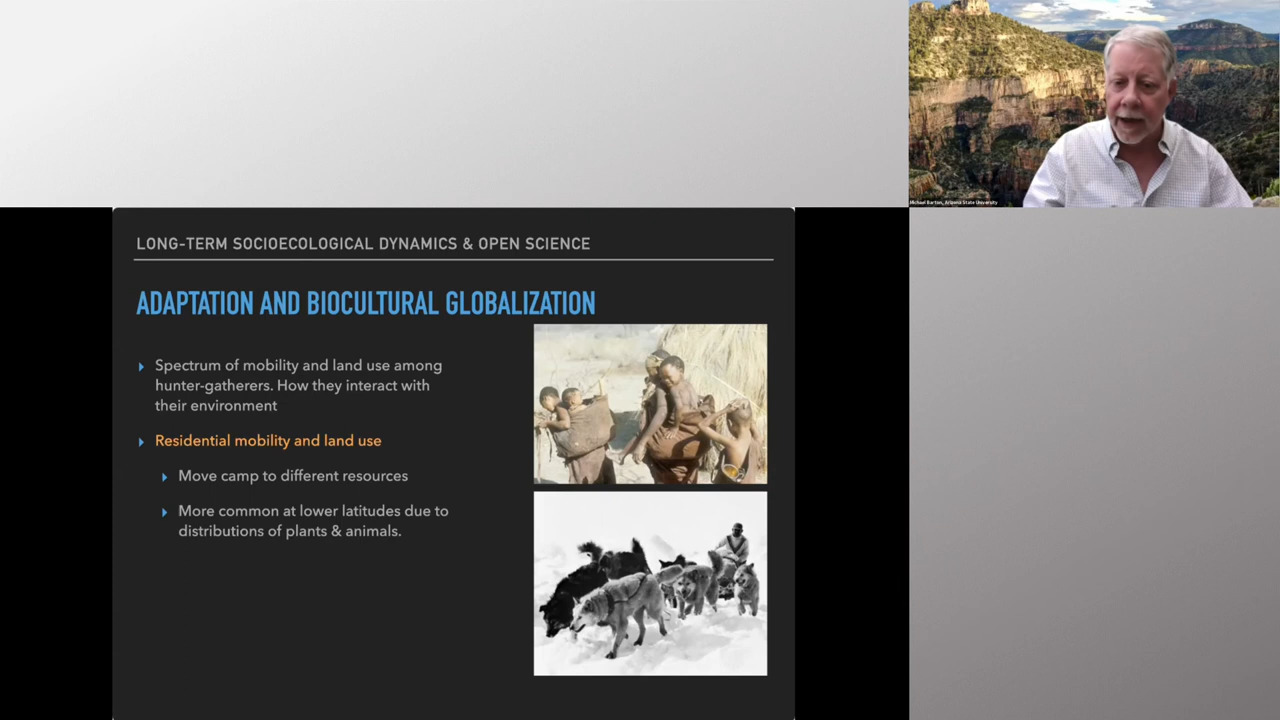 Michael Barton, Arizona State University
LONG-TERM SOCIOECOLOGICAL DYNAMICS & OPEN SCIENCE
ADAPTATION AND BIOCULTURAL GLOBALIZATION
Spectrum of mobility and land use among
hunter-gatherers. How they interact with
their environment
Residential mobility and land use
Move camp to different resources
More common at lower latitudes due to
distributions of plants & animals.